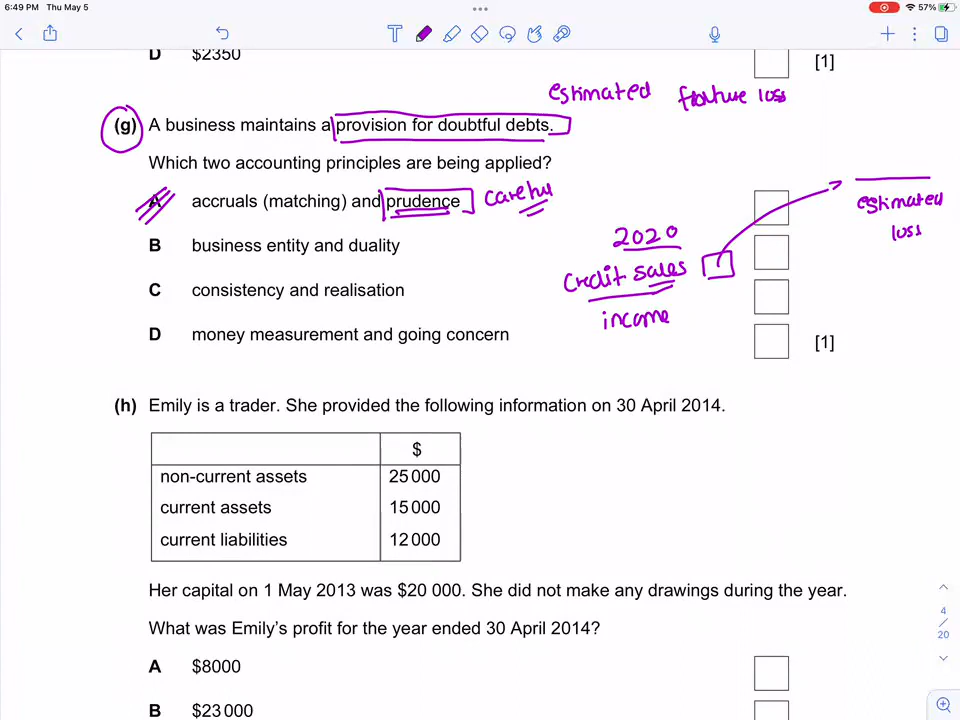 6:49 PM Thu May 5
57%
D $2350
[1]
estimated fruture loss
(g) A business maintains a provision for doubtful debts.
Which two accounting principles are being applied?
A accruals (matching) and prudence careful
estimated
loss
2020
B business entity and duality
credit sales
C consistency and realisation
income
D money measurement and going concern
[1]
(h) Emily is a trader. She provided the following information on 30 April 2014.
$
non-current assets 25 000
current assets 15 000
current liabilities 12 000
Her capital on 1 May 2013 was $20 000. She did not make any drawings during the year.
What was Emily's profit for the year ended 30 April 2014?
4
/
20
A $8000
B $23 000